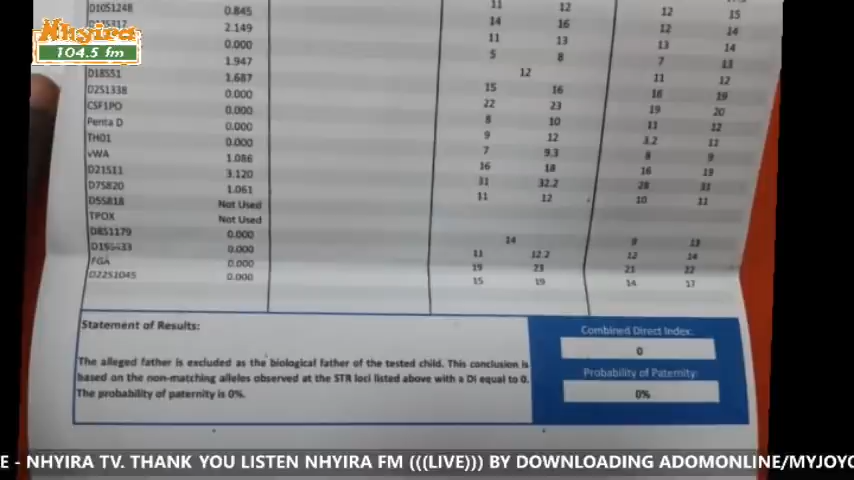 Nhyira
104.5 fm
D10S1248 0.845 11 12 12 15
2.149 14 16 12 14
0.000 11 13 13 14
1.947 5 8 7 13
D18S51 1.687 12 11 12
D2S1338 0.000 15 16 16 19
CSF1PO 0.000 22 23 19 20
Penta D 0.000 8 10 11 12
TH01 0.000 9 12 3.2 12
vWA 1.086 7 9.3 8 9
D21S11 3.120 16 18 16 19
D7S820 1.061 31 32.2 28 31
D5S818 Not Used 11 12 10 11
TPOX Not Used
D8S1179 0.000 14 9 13
0.000 11 12.2 12 14
FGA 0.000 19 23 21 22
D22S1045 0.000 15 19 14 17
Statement of Results:
The alleged father is excluded as the biological father of the tested child. This conclusion is
based on the non-matching alleles observed at the STR loci listed above with a DI equal to 0.
The probability of paternity is 0%.
Combined Direct Index:
0
Probability of Paternity:
0%
E - NHYIRA TV. THANK YOU LISTEN NHYIRA FM (((LIVE))) BY DOWNLOADING ADOMONLINE/MYJOYO